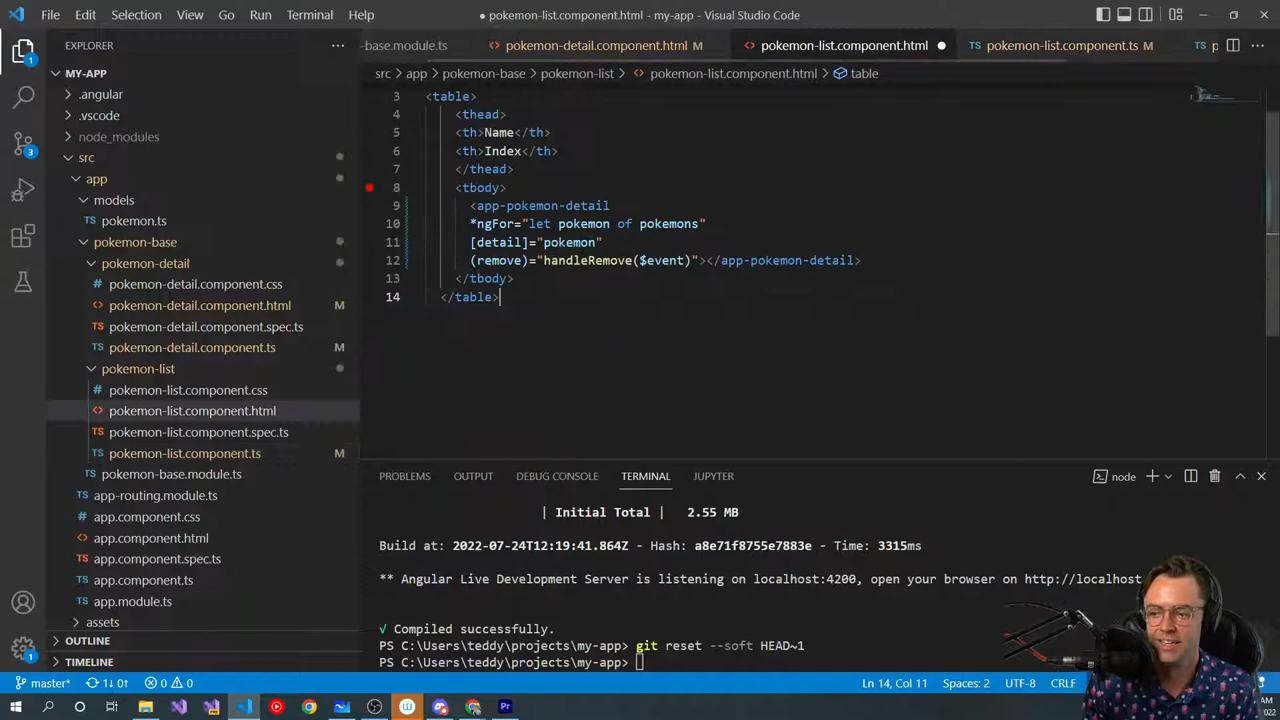 File Edit Selection View Go Run Terminal Help
● pokemon-list.component.html - my-app - Visual Studio Code
EXPLORER
-base.module.ts
pokemon-detail.component.html M
pokemon-list.component.html
pokemon-list.component.ts M
MY-APP
src > app > pokemon-base > pokemon-list > pokemon-list.component.html > table
.angular
.vscode
node_modules
src
app
models
pokemon.ts
pokemon-base
pokemon-detail
pokemon-detail.component.css
pokemon-detail.component.html M
pokemon-detail.component.spec.ts
pokemon-detail.component.ts M
pokemon-list
pokemon-list.component.css
pokemon-list.component.html
pokemon-list.component.spec.ts
pokemon-list.component.ts M
pokemon-base.module.ts
app-routing.module.ts
app.component.css
app.component.html
app.component.spec.ts
app.component.ts
app.module.ts
assets
OUTLINE
TIMELINE
3 <table>
4 <thead>
5 <th>Name</th>
6 <th>Index</th>
7 </thead>
8 <tbody>
9 <app-pokemon-detail
10 *ngFor="let pokemon of pokemons"
11 [detail]="pokemon"
12 (remove)="handleRemove($event)"></app-pokemon-detail>
13 </tbody>
14 </table>
PROBLEMS OUTPUT DEBUG CONSOLE TERMINAL JUPYTER
node
| Initial Total | 2.55 MB
Build at: 2022-07-24T12:19:41.864Z - Hash: a8e71f8755e7883e - Time: 3315ms
** Angular Live Development Server is listening on localhost:4200, open your browser on http://localhost
√ Compiled successfully.
PS C:\Users\teddy\projects\my-app> git reset --soft HEAD~1
PS C:\Users\teddy\projects\my-app>
master* 1↓ 0↑ 0 0
Ln 14, Col 11 Spaces: 2 UTF-8 CRLF